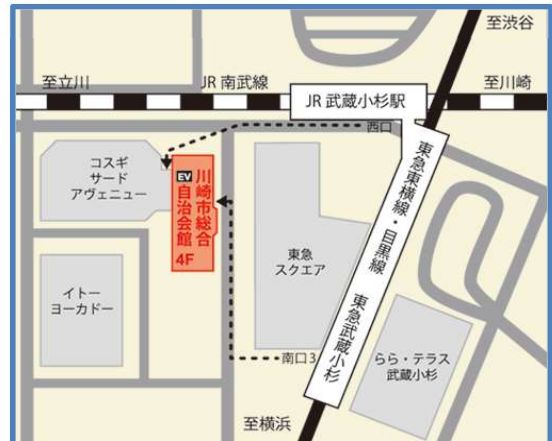 至渋谷
至立川
JR 南武線
JR 武蔵小杉駅
至川崎
西口
コスギ
サード
アヴェニュー
EV
川崎市総合
自治会館
4F
東急
スクエア
東急東横線・目黒線 東急武蔵小杉
イトー
ヨーカドー
南口3
らら・テラス
武蔵小杉
至横浜